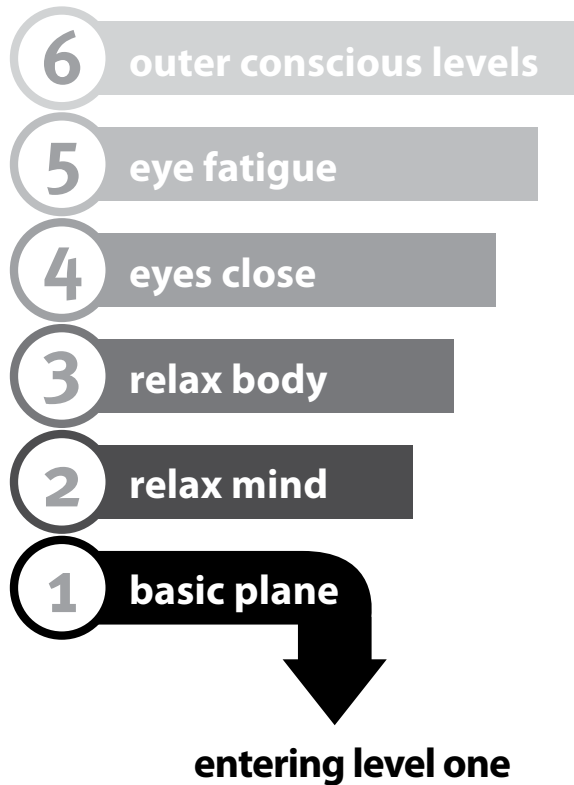 6 outer conscious levels
5 eye fatigue
4 eyes close
3 relax body
2 relax mind
1 basic plane
entering level one